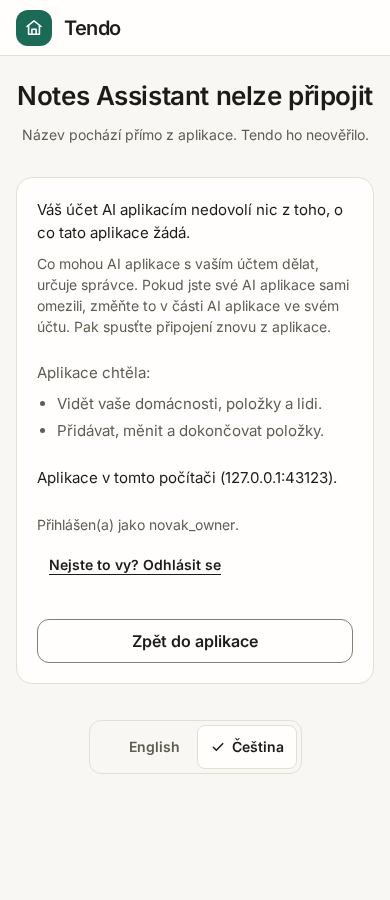 Tendo
Notes Assistant nelze připojit
Název pochází přímo z aplikace. Tendo ho neověřilo.
Váš účet AI aplikacím nedovolí nic z toho, o
co tato aplikace žádá.
Co mohou AI aplikace s vaším účtem dělat,
určuje správce. Pokud jste své AI aplikace sami
omezili, změňte to v části AI aplikace ve svém
účtu. Pak spusťte připojení znovu z aplikace.
Aplikace chtěla:
• Vidět vaše domácnosti, položky a lidi.
• Přidávat, měnit a dokončovat položky.
Aplikace v tomto počítači (127.0.0.1:43123).
Přihlášen(a) jako novak_owner.
Nejste to vy? Odhlásit se
Zpět do aplikace
English
Čeština